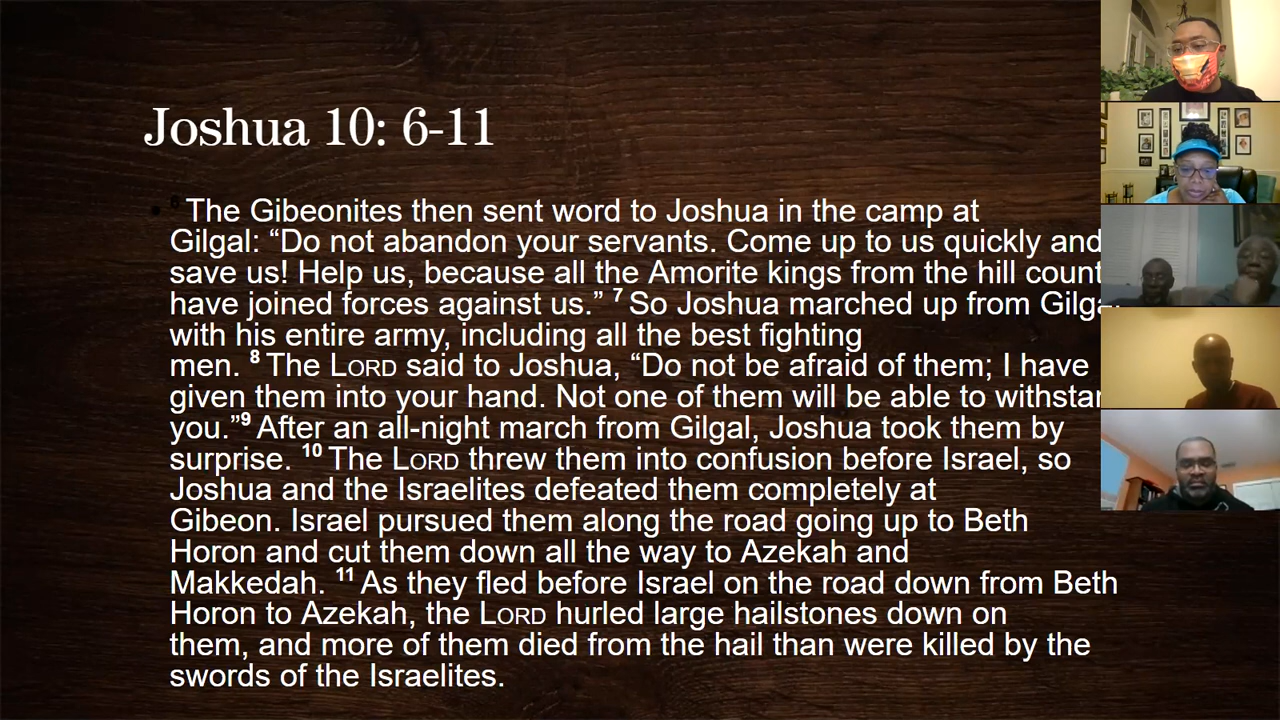 Joshua 10: 6-11
6 The Gibeonites then sent word to Joshua in the camp at
Gilgal: “Do not abandon your servants. Come up to us quickly and
save us! Help us, because all the Amorite kings from the hill count
have joined forces against us.” 7 So Joshua marched up from Gilga
with his entire army, including all the best fighting
men. 8 The LORD said to Joshua, “Do not be afraid of them; I have
given them into your hand. Not one of them will be able to withsta
you.”9 After an all-night march from Gilgal, Joshua took them by
surprise. 10 The LORD threw them into confusion before Israel, so
Joshua and the Israelites defeated them completely at
Gibeon. Israel pursued them along the road going up to Beth
Horon and cut them down all the way to Azekah and
Makkedah. 11 As they fled before Israel on the road down from Beth
Horon to Azekah, the LORD hurled large hailstones down on
them, and more of them died from the hail than were killed by the
swords of the Israelites.